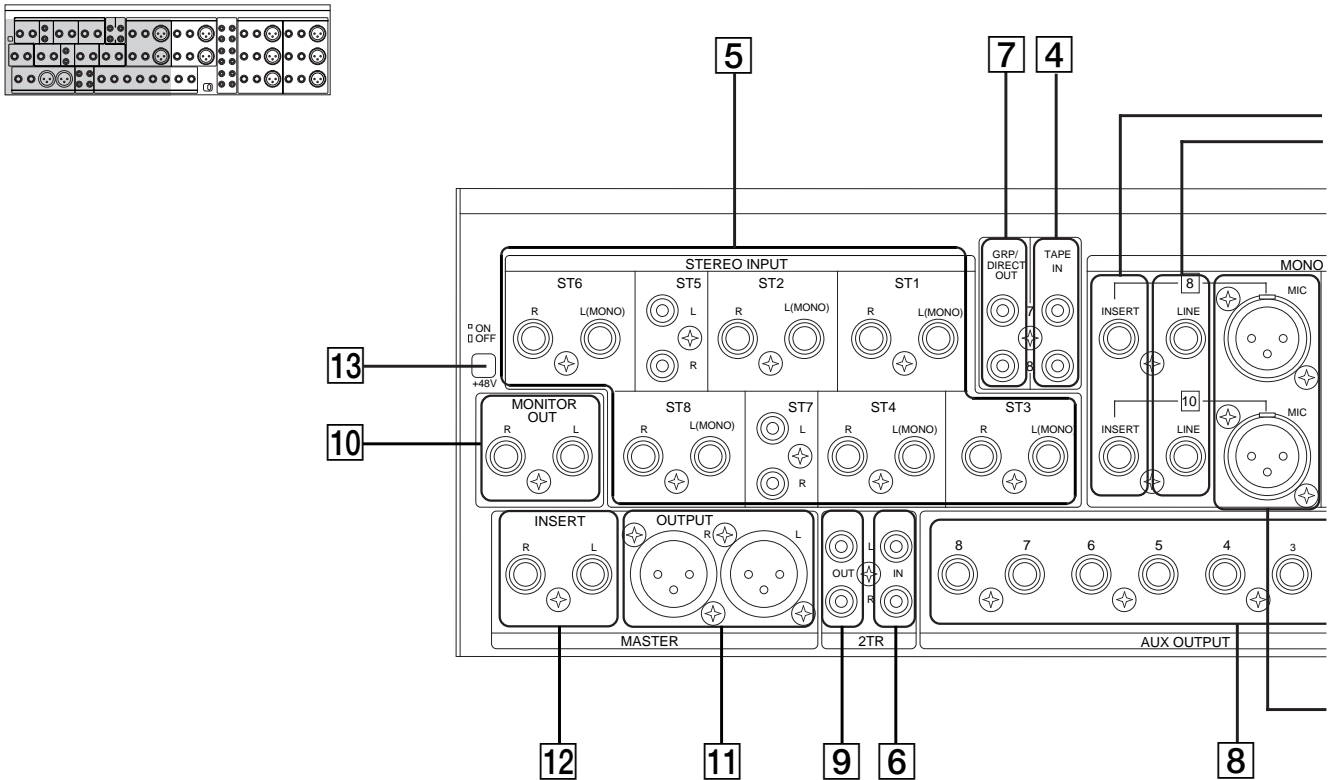 5
7
4
GRP/
DIRECT
OUT
TAPE
IN
STEREO INPUT
MONO
ST6
ST5
ST2
ST1
8
MIC
R
L(MONO)
L
R
L(MONO)
R
L(MONO)
7
INSERT
LINE
ON
OFF
R
8
13
+48V
MONITOR
OUT
ST8
ST7
ST4
ST3
10
MIC
10
R
L
R
L(MONO)
L
R
L(MONO)
R
L(MONO)
INSERT
LINE
R
INSERT
OUTPUT
R
L
R
L
L
8
7
6
5
4
3
OUT
IN
R
MASTER
2TR
AUX OUTPUT
12
11
9
6
8